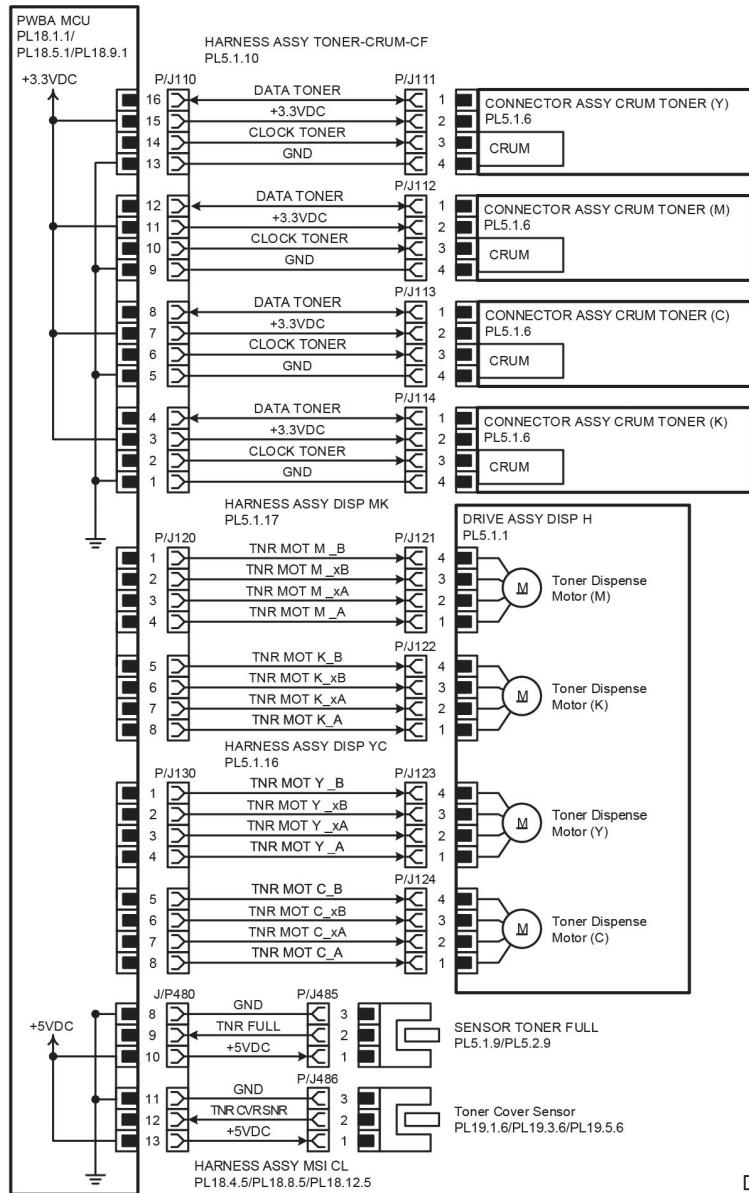 PWBA MCU
PL18.1.1/
PL18.5.1/PL18.9.1
HARNESS ASSY TONER-CRUM-CF
PL5.1.10
+3.3VDC
P/J110
P/J111
16 DATA TONER 1
15 +3.3VDC 2
14 CLOCK TONER 3
13 GND 4
CONNECTOR ASSY CRUM TONER (Y)
PL5.1.6
CRUM
P/J112
12 DATA TONER 1
11 +3.3VDC 2
10 CLOCK TONER 3
9 GND 4
CONNECTOR ASSY CRUM TONER (M)
PL5.1.6
CRUM
P/J113
8 DATA TONER 1
7 +3.3VDC 2
6 CLOCK TONER 3
5 GND 4
CONNECTOR ASSY CRUM TONER (C)
PL5.1.6
CRUM
P/J114
4 DATA TONER 1
3 +3.3VDC 2
2 CLOCK TONER 3
1 GND 4
CONNECTOR ASSY CRUM TONER (K)
PL5.1.6
CRUM
HARNESS ASSY DISP MK
PL5.1.17
DRIVE ASSY DISP H
PL5.1.1
P/J120
P/J121
1 TNR MOT M _B 4
2 TNR MOT M _xB 3
3 TNR MOT M _xA 2
4 TNR MOT M _A 1
M
Toner Dispense
Motor (M)
P/J122
5 TNR MOT K_B 4
6 TNR MOT K_xB 3
7 TNR MOT K_xA 2
8 TNR MOT K_A 1
M
Toner Dispense
Motor (K)
HARNESS ASSY DISP YC
PL5.1.16
P/J130
P/J123
1 TNR MOT Y _B 4
2 TNR MOT Y _xB 3
3 TNR MOT Y _xA 2
4 TNR MOT Y _A 1
M
Toner Dispense
Motor (Y)
P/J124
5 TNR MOT C_B 4
6 TNR MOT C_xB 3
7 TNR MOT C_xA 2
8 TNR MOT C_A 1
M
Toner Dispense
Motor (C)
J/P480
P/J485
+5VDC
8 GND 3
9 TNR FULL 2
10 +5VDC 1
SENSOR TONER FULL
PL5.1.9/PL5.2.9
P/J486
11 GND 3
12 TNR CVR SNR 2
13 +5VDC 1
Toner Cover Sensor
PL19.1.6/PL19.3.6/PL19.5.6
HARNESS ASSY MSI CL
PL18.4.5/PL18.8.5/PL18.12.5